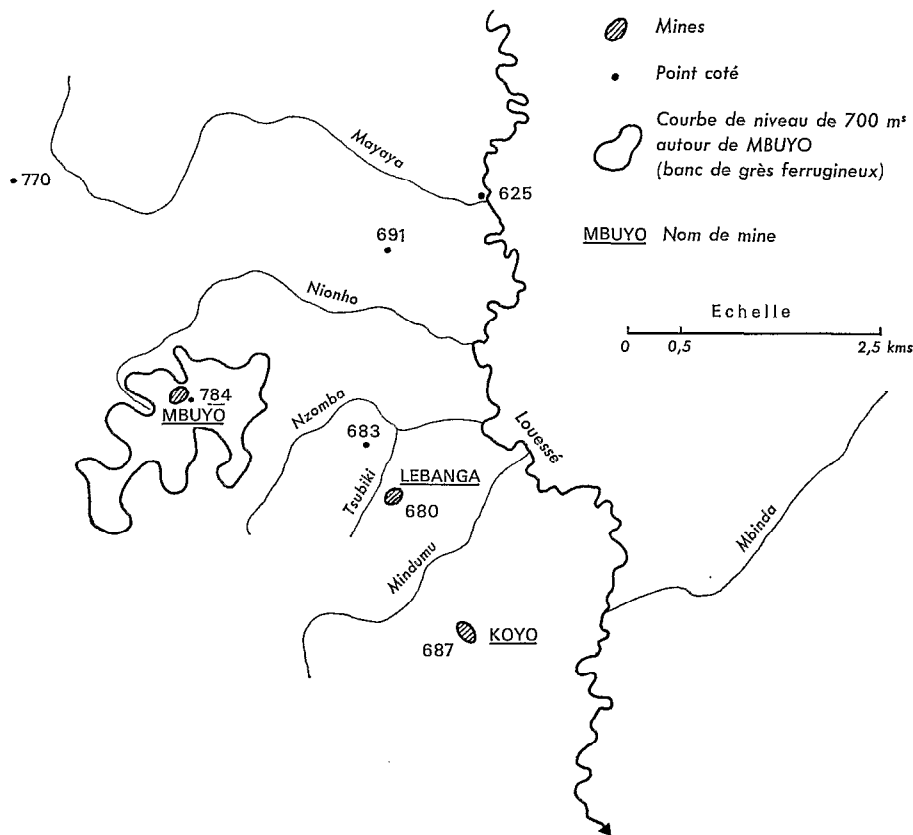 Mines
Point coté
Courbe de niveau de 700 mˢ
autour de MBUYO
(banc de grès ferrugineux)
MBUYO Nom de mine
Echelle
0 0,5 2,5 kms
Mayaya
770
625
691
Nionho
784
MBUYO
Nzomba
683
Tsubiki
LEBANGA
680
Louessé
Mindumu
Mbinda
KOYO
687